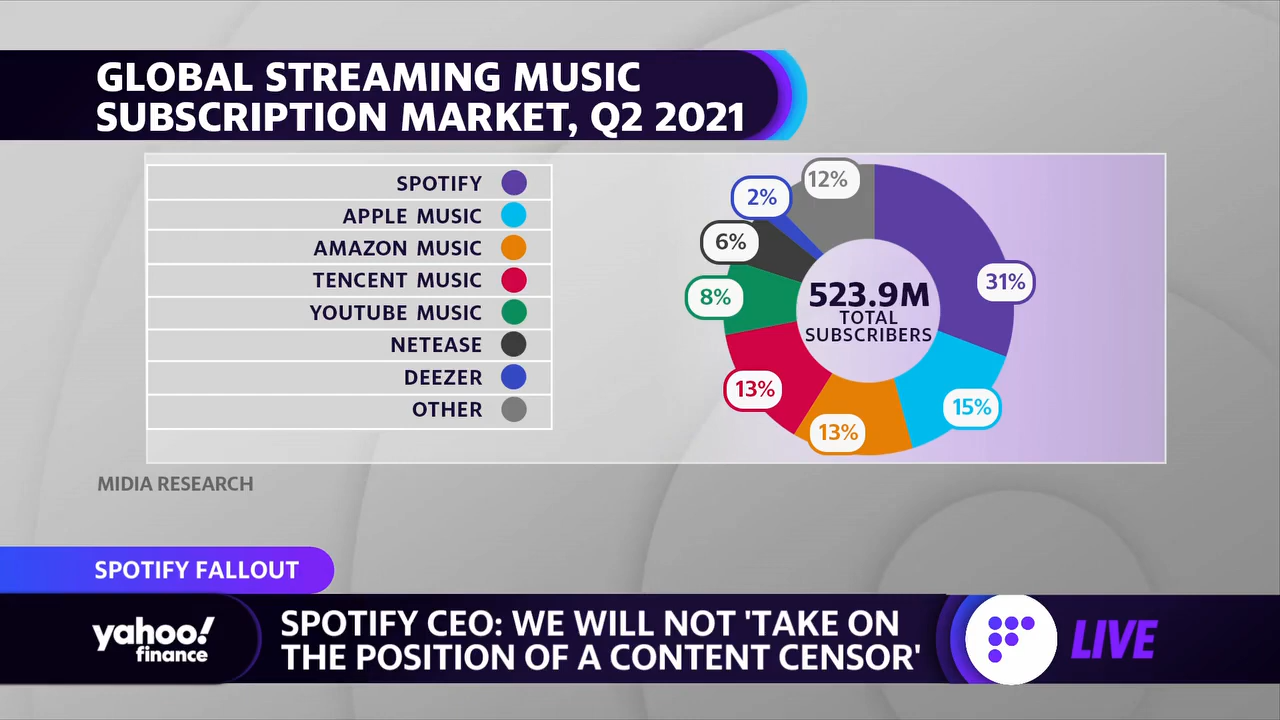 GLOBAL STREAMING MUSIC
SUBSCRIPTION MARKET, Q2 2021
SPOTIFY
APPLE MUSIC
AMAZON MUSIC
TENCENT MUSIC
YOUTUBE MUSIC
NETEASE
DEEZER
OTHER
12%
2%
6%
8%
13%
13%
15%
31%
523.9M
TOTAL
SUBSCRIBERS
MIDIA RESEARCH
SPOTIFY FALLOUT
yahoo!
finance
SPOTIFY CEO: WE WILL NOT 'TAKE ON
THE POSITION OF A CONTENT CENSOR'
LIVE